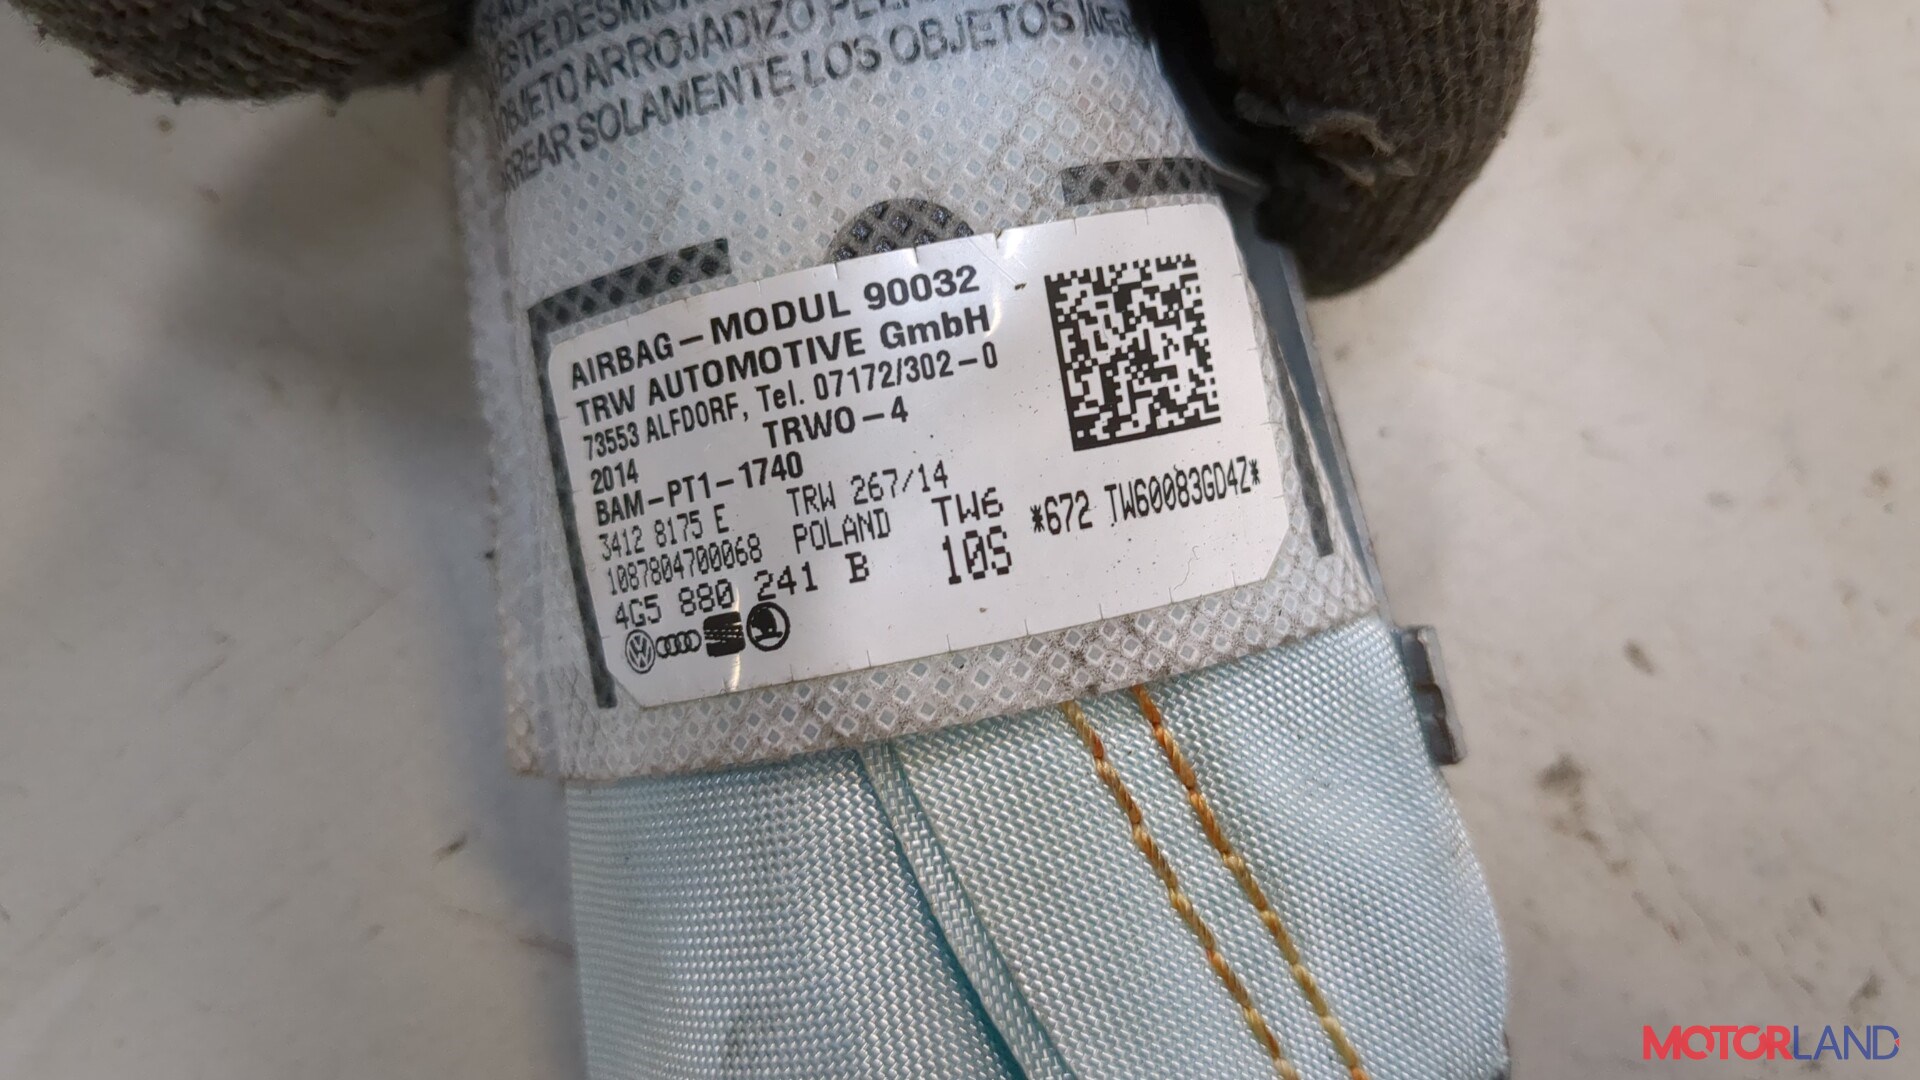 ESTE DESMON
OBJETO ARROJADIZO
SOLAMENTE LOS OBJETOS
AIRBAG-MODUL 90032
TRW AUTOMOTIVE GmbH
73553 ALFDORF, Tel. 07172/302-0
TRWO-4
2014
BAM-PT1-1740
3412 8175 E TRW 267/14
1087804700068 POLAND TW6 *672 TW60083GD4Z*
4G5 880 241 B 10S
MOTORLAND